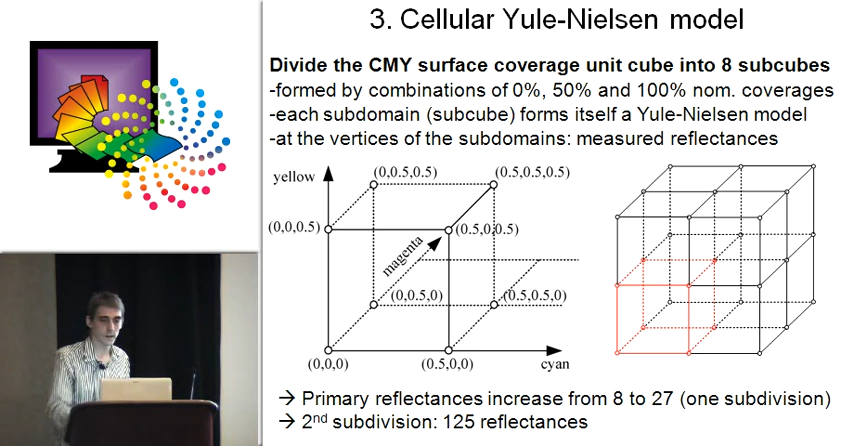 3. Cellular Yule-Nielsen model
Divide the CMY surface coverage unit cube into 8 subcubes
-formed by combinations of 0%, 50% and 100% nom. coverages
-each subdomain (subcube) forms itself a Yule-Nielsen model
-at the vertices of the subdomains: measured reflectances
yellow
(0,0.5,0.5)
(0.5,0.5,0.5)
(0,0,0.5)
(0.5,0,0.5)
magenta
(0,0.5,0)
(0.5,0.5,0)
(0,0,0)
(0.5,0,0)
cyan
→ Primary reflectances increase from 8 to 27 (one subdivision)
→ 2nd subdivision: 125 reflectances